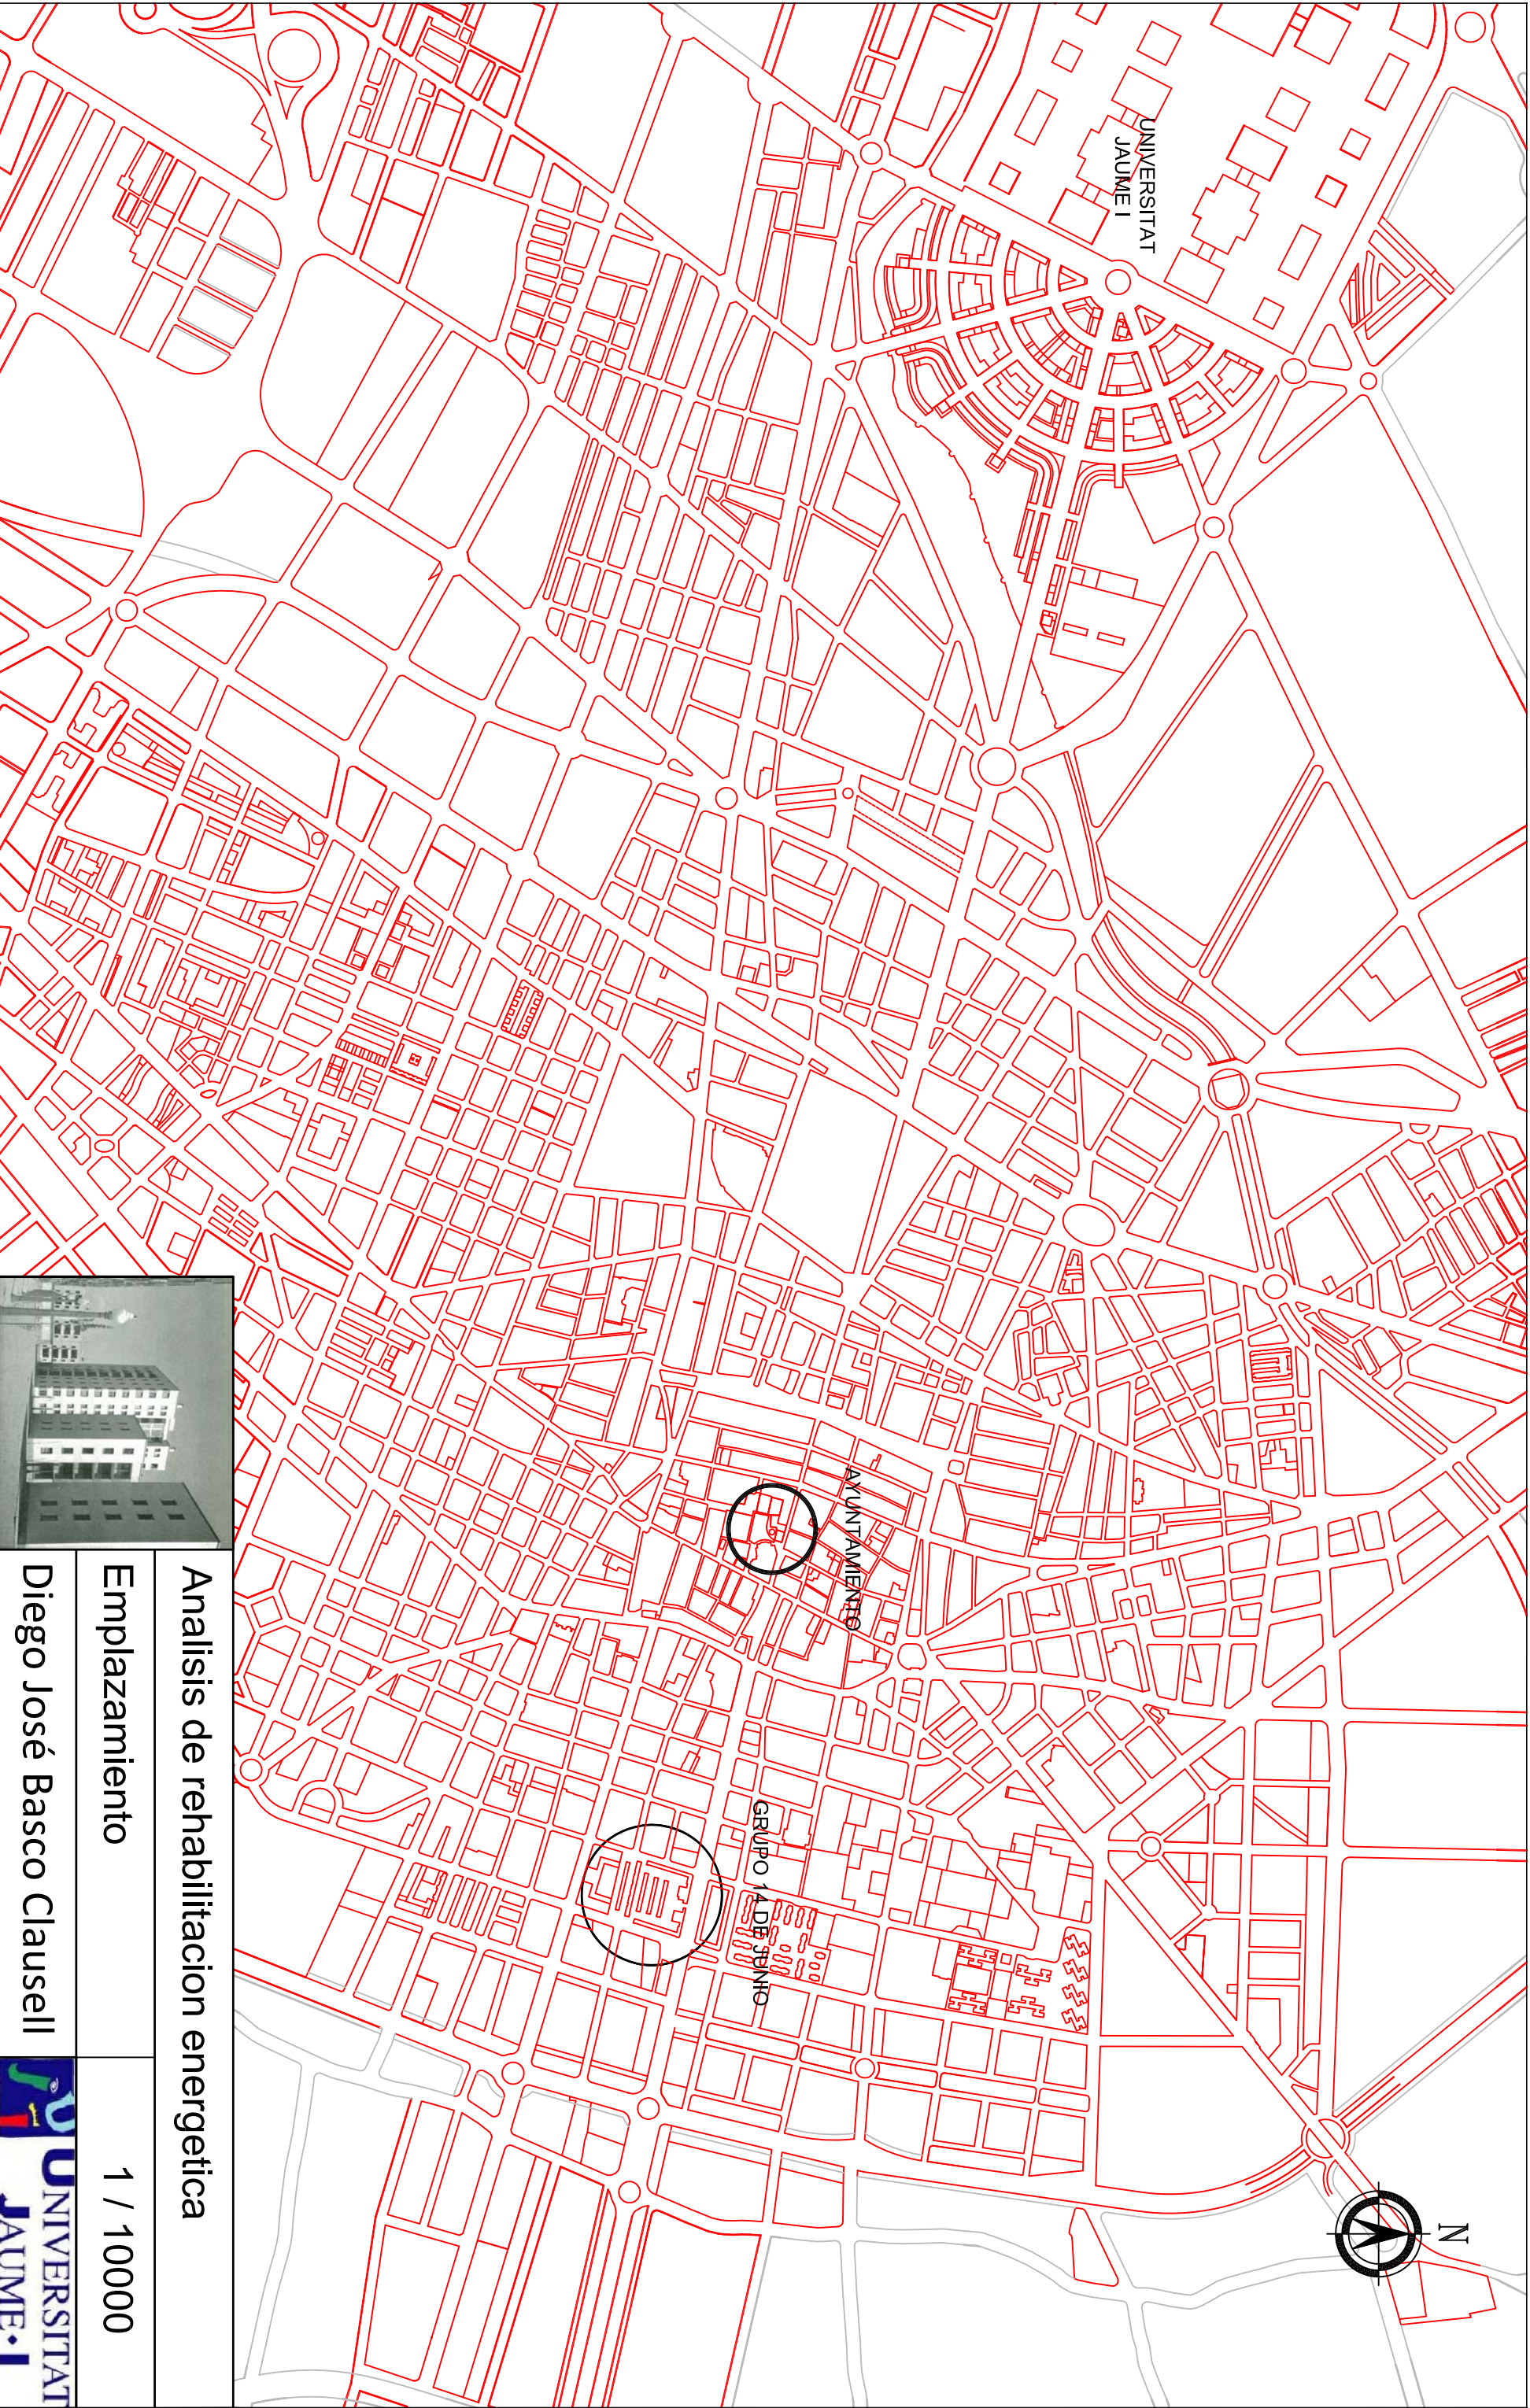 UNIVERSITAT
JAUME I
AYUNTAMIENTO
GRUPO 14 DE JUNIO
N
Analisis de rehabilitacion energetica
Emplazamiento
1 / 10000
Diego José Basco Clausell
UNIVERSITAT
JAUME·I